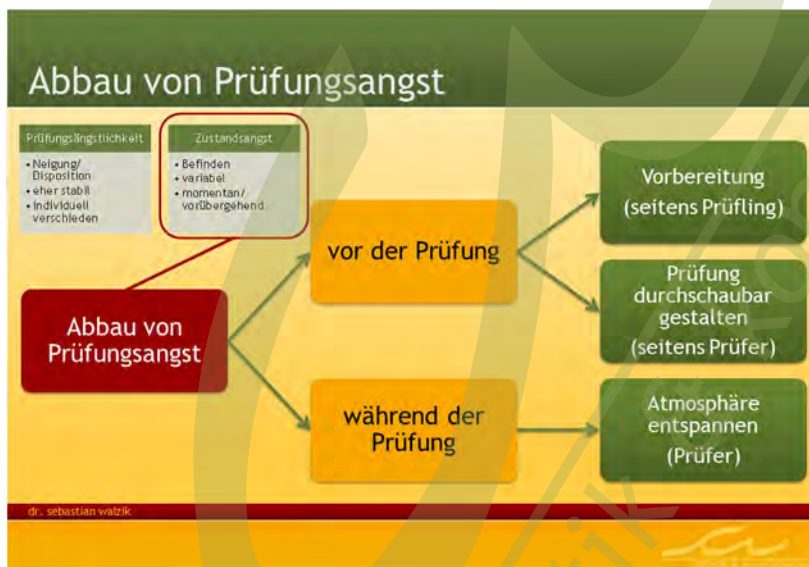 Abbau von Prüfungsangst
Prüfungsängstlichkeit
• Neigung/
Disposition
• eher stabil
• individuell
verschieden
Zustandsangst
• Befinden
• variabel
• momentan/
vorübergehend
Abbau von
Prüfungsangst
vor der Prüfung
während der
Prüfung
Vorbereitung
(seitens Prüfling)
Prüfung
durchschaubar
gestalten
(seitens Prüfer)
Atmosphäre
entspannen
(Prüfer)
dr. sebastian walzik